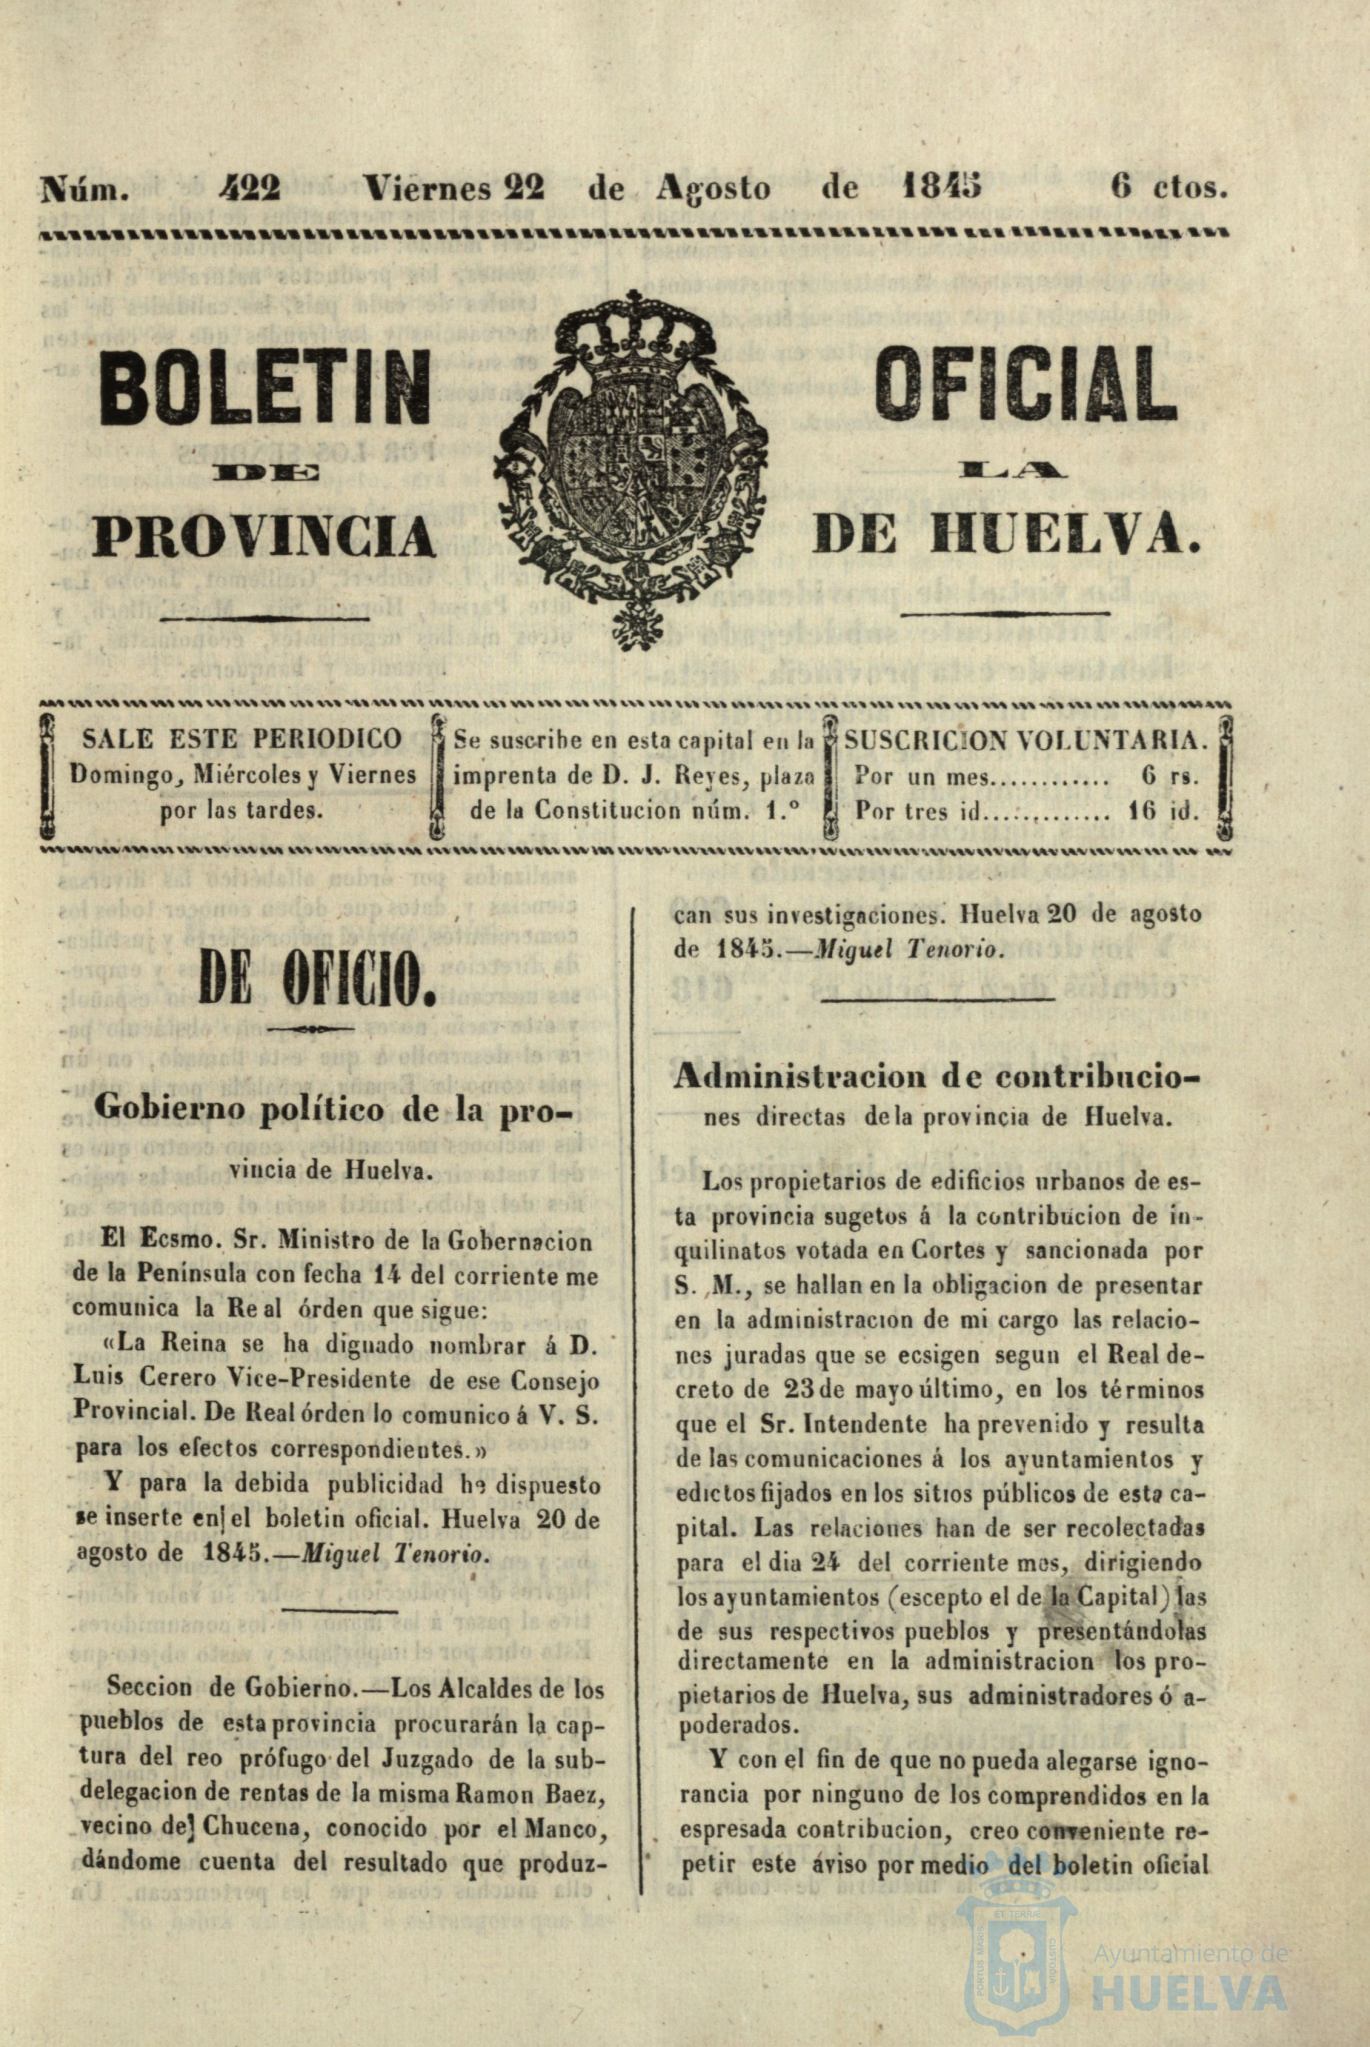 Núm. 422 Viernes 22 de Agosto de 1845 6 ctos.
BOLETIN OFICIAL
DE LA
PROVINCIA DE HUELVA.
SALE ESTE PERIODICO
Domingo, Miércoles y Viernes
por las tardes.
Se suscribe en esta capital en la
imprenta de D. J. Reyes, plaza
de la Constitucion núm. 1.º
SUSCRICION VOLUNTARIA.
Por un mes............ 6 rs.
Por tres id............. 16 id.
DE OFICIO.
Gobierno político de la pro-
vincia de Huelva.
El Ecsmo. Sr. Ministro de la Gobernacion
de la Península con fecha 14 del corriente me
comunica la Real órden que sigue:
«La Reina se ha dignado nombrar á D.
Luis Cerero Vice-Presidente de ese Consejo
Provincial. De Real órden lo comunico á V. S.
para los efectos correspondientes.»
Y para la debida publicidad he dispuesto
se inserte en el boletin oficial. Huelva 20 de
agosto de 1845.—Miguel Tenorio.
Seccion de Gobierno.—Los Alcaldes de los
pueblos de esta provincia procurarán la cap-
tura del reo prófugo del Juzgado de la sub-
delegacion de rentas de la misma Ramon Baez,
vecino de Chucena, conocido por el Manco,
dándome cuenta del resultado que produz-
can sus investigaciones. Huelva 20 de agosto
de 1845.—Miguel Tenorio.
Administracion de contribucio-
nes directas de la provincia de Huelva.
Los propietarios de edificios urbanos de es-
ta provincia sugetos á la contribucion de in-
quilinatos votada en Cortes y sancionada por
S. M., se hallan en la obligacion de presentar
en la administracion de mi cargo las relacio-
nes juradas que se ecsigen segun el Real de-
creto de 23 de mayo último, en los términos
que el Sr. Intendente ha prevenido y resulta
de las comunicaciones á los ayuntamientos y
edictos fijados en los sitios públicos de esta ca-
pital. Las relaciones han de ser recolectadas
para el dia 24 del corriente mes, dirigiendo
los ayuntamientos (escepto el de la Capital) las
de sus respectivos pueblos y presentándolas
directamente en la administracion los pro-
pietarios de Huelva, sus administradores ó a-
poderados.
Y con el fin de que no pueda alegarse igno-
rancia por ninguno de los comprendidos en la
espresada contribucion, creo conveniente re-
petir este aviso por medio del boletin oficial
Ayuntamiento de
HUELVA